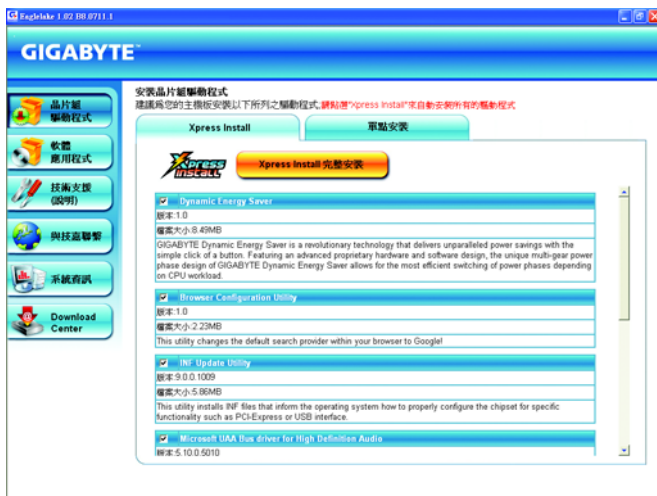 Eaglelake 1.02 B8.0711.1
GIGABYTE™
晶片組
驅動程式
軟體
應用程式
技術支援
(說明)
與技嘉聯繫
系統資訊
Download
Center
安裝晶片組驅動程式
建議為您的主機板安裝以下所列之驅動程式;請點選"Xpress Install"來自動安裝所有的驅動程式
Xpress Install
單點安裝
Xpress
INSTALL
Xpress Install 完整安裝
Dynamic Energy Saver
版本:1.0
檔案大小:8.49MB
GIGABYTE Dynamic Energy Saver is a revolutionary technology that delivers unparalleled power savings with the
simple click of a button. Featuring an advanced proprietary hardware and software design, the unique multi-gear power
phase design of GIGABYTE Dynamic Energy Saver allows for the most efficient switching of power phases depending
on CPU workload.
Browser Configuration Utility
版本:1.0
檔案大小:2.23MB
This utility changes the default search provider within your browser to Google!
INF Update Utility
版本:9.0.0.1009
檔案大小:5.86MB
This utility installs INF files that inform the operating system how to properly configure the chipset for specific
functionality such as PCI-Express or USB interface.
Microsoft UAA Bus driver for High Definition Audio
版本:5.10.0.5010